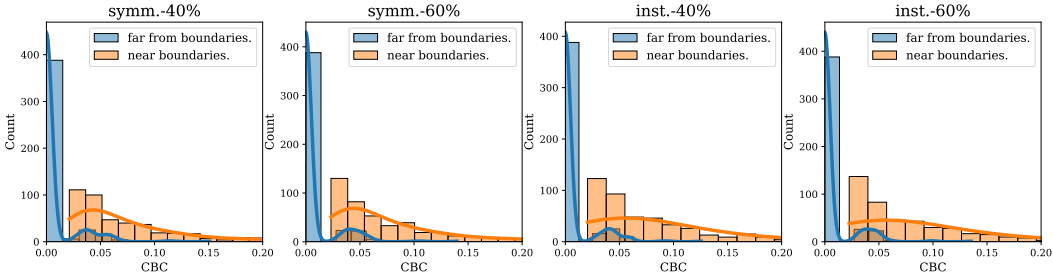 symm.-40%
far from boundaries.
near boundaries.
Count
400
300
200
100
0
0.00 0.05 0.10 0.15 0.20
CBC
symm.-60%
far from boundaries.
near boundaries.
Count
400
300
200
100
0
0.00 0.05 0.10 0.15 0.20
CBC
inst.-40%
far from boundaries.
near boundaries.
Count
400
300
200
100
0
0.00 0.05 0.10 0.15 0.20
CBC
inst.-60%
far from boundaries.
near boundaries.
Count
400
300
200
100
0
0.00 0.05 0.10 0.15 0.20
CBC